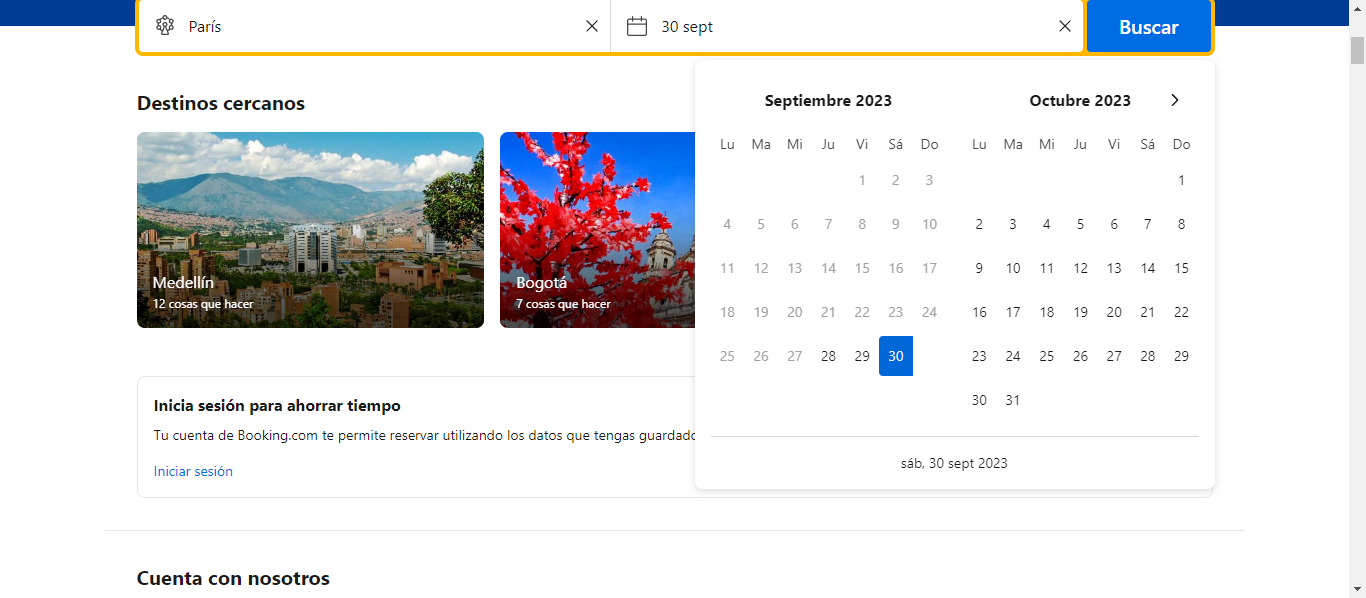 París
30 sept
Buscar
Destinos cercanos
Medellín
12 cosas que hacer
Bogotá
7 cosas que hacer
Septiembre 2023
Lu Ma Mi Ju Vi Sá Do
1 2 3
4 5 6 7 8 9 10
11 12 13 14 15 16 17
18 19 20 21 22 23 24
25 26 27 28 29 30
Octubre 2023
Lu Ma Mi Ju Vi Sá Do
1
2 3 4 5 6 7 8
9 10 11 12 13 14 15
16 17 18 19 20 21 22
23 24 25 26 27 28 29
30 31
sáb, 30 sept 2023
Inicia sesión para ahorrar tiempo
Tu cuenta de Booking.com te permite reservar utilizando los datos que tengas guardado
Iniciar sesión
Cuenta con nosotros